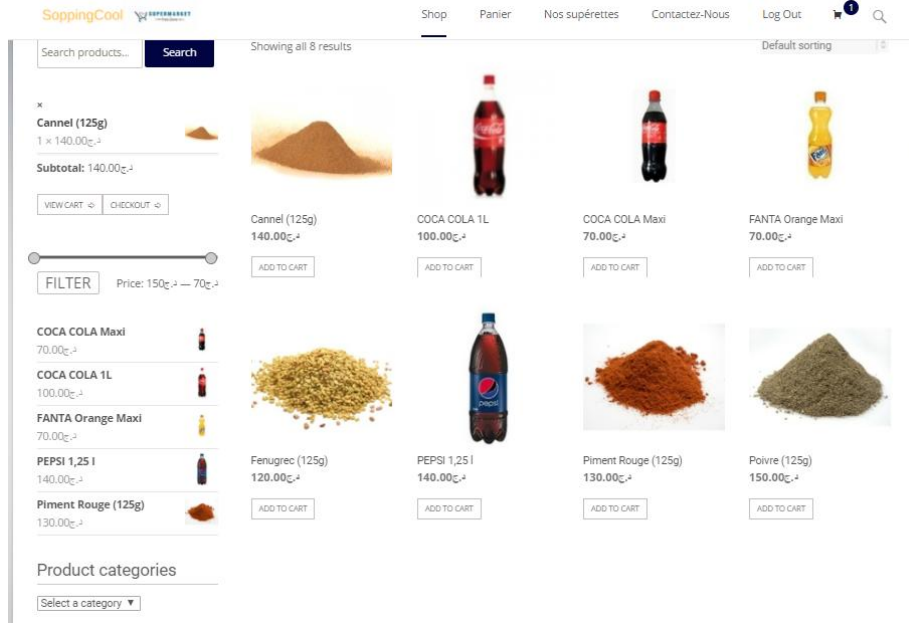 SoppingCool SUPERMARKET
Shop Panier Nos supérettes Contactez-Nous Log Out 1
Search products... Search
Showing all 8 results
Default sorting
×
Cannel (125g)
1 × 140.00د.ج
Subtotal: 140.00د.ج
VIEW CART CHECKOUT
FILTER Price: 150د.ج — 70د.ج
COCA COLA Maxi
70.00د.ج
COCA COLA 1L
100.00د.ج
FANTA Orange Maxi
70.00د.ج
PEPSI 1,25 l
140.00د.ج
Piment Rouge (125g)
130.00د.ج
Product categories
Select a category ▼
Cannel (125g)
140.00د.ج
ADD TO CART
COCA COLA 1L
100.00د.ج
ADD TO CART
COCA COLA Maxi
70.00د.ج
ADD TO CART
FANTA Orange Maxi
70.00د.ج
ADD TO CART
Fenugrec (125g)
120.00د.ج
ADD TO CART
pepsi
PEPSI 1,25 l
140.00د.ج
ADD TO CART
Piment Rouge (125g)
130.00د.ج
ADD TO CART
Poivre (125g)
150.00د.ج
ADD TO CART